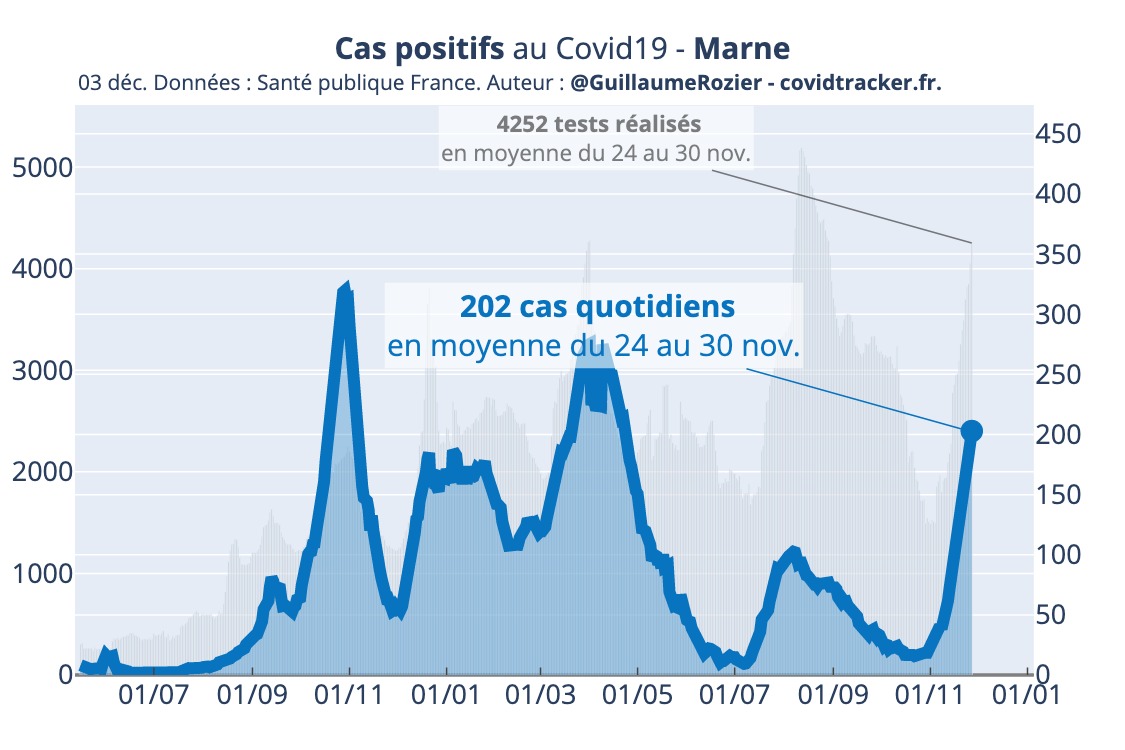 Cas positifs au Covid19 - Marne
03 déc. Données : Santé publique France. Auteur : @GuillaumeRozier - covidtracker.fr.
4252 tests réalisés
en moyenne du 24 au 30 nov.
202 cas quotidiens
en moyenne du 24 au 30 nov.
5000
4000
3000
2000
1000
0
450
400
350
300
250
200
150
100
50
0
01/07 01/09 01/11 01/01 01/03 01/05 01/07 01/09 01/11 01/01